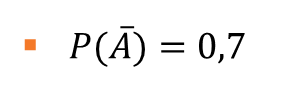 ▪ P(Ā) = 0,7